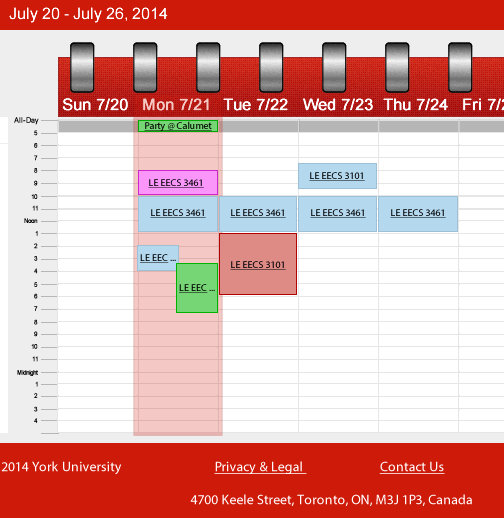 July 20 - July 26, 2014
Sun 7/20 Mon 7/21 Tue 7/22 Wed 7/23 Thu 7/24 Fri 7/2
All-Day
Party @ Calumet
5
6
7
LE EECS 3101
8
9
LE EECS 3461
10
11
LE EECS 3461 LE EECS 3461 LE EECS 3461 LE EECS 3461
Noon
1
2
3
LE EEC ... LE EECS 3101
4
5
LE EEC ...
6
7
8
9
10
11
Midnight
1
2
3
4
2014 York University Privacy & Legal Contact Us
4700 Keele Street, Toronto, ON, M3J 1P3, Canada